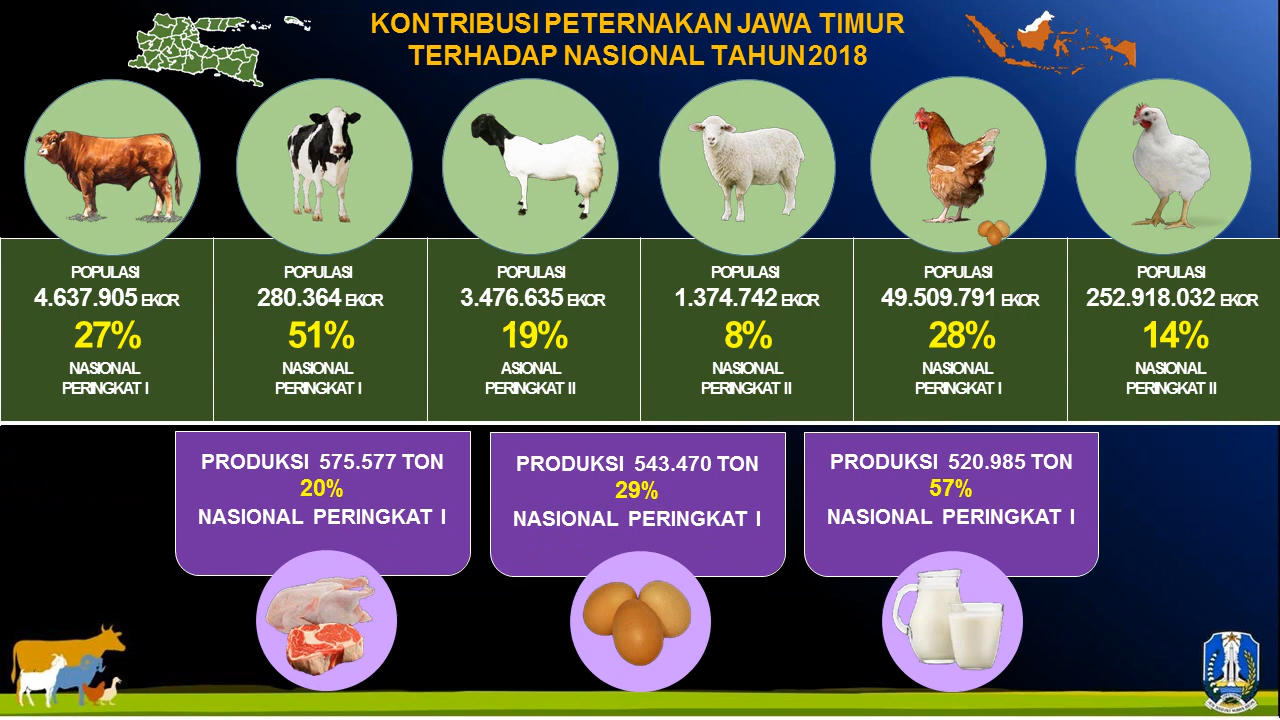 KONTRIBUSI PETERNAKAN JAWA TIMUR
TERHADAP NASIONAL TAHUN 2018
POPULASI
4.637.905 EKOR
27%
NASIONAL
PERINGKAT I
POPULASI
280.364 EKOR
51%
NASIONAL
PERINGKAT I
POPULASI
3.476.635 EKOR
19%
ASIONAL
PERINGKAT II
POPULASI
1.374.742 EKOR
8%
NASIONAL
PERINGKAT II
POPULASI
49.509.791 EKOR
28%
NASIONAL
PERINGKAT I
POPULASI
252.918.032 EKOR
14%
NASIONAL
PERINGKAT II
PRODUKSI 575.577 TON
20%
NASIONAL PERINGKAT I
PRODUKSI 543.470 TON
29%
NASIONAL PERINGKAT I
PRODUKSI 520.985 TON
57%
NASIONAL PERINGKAT I